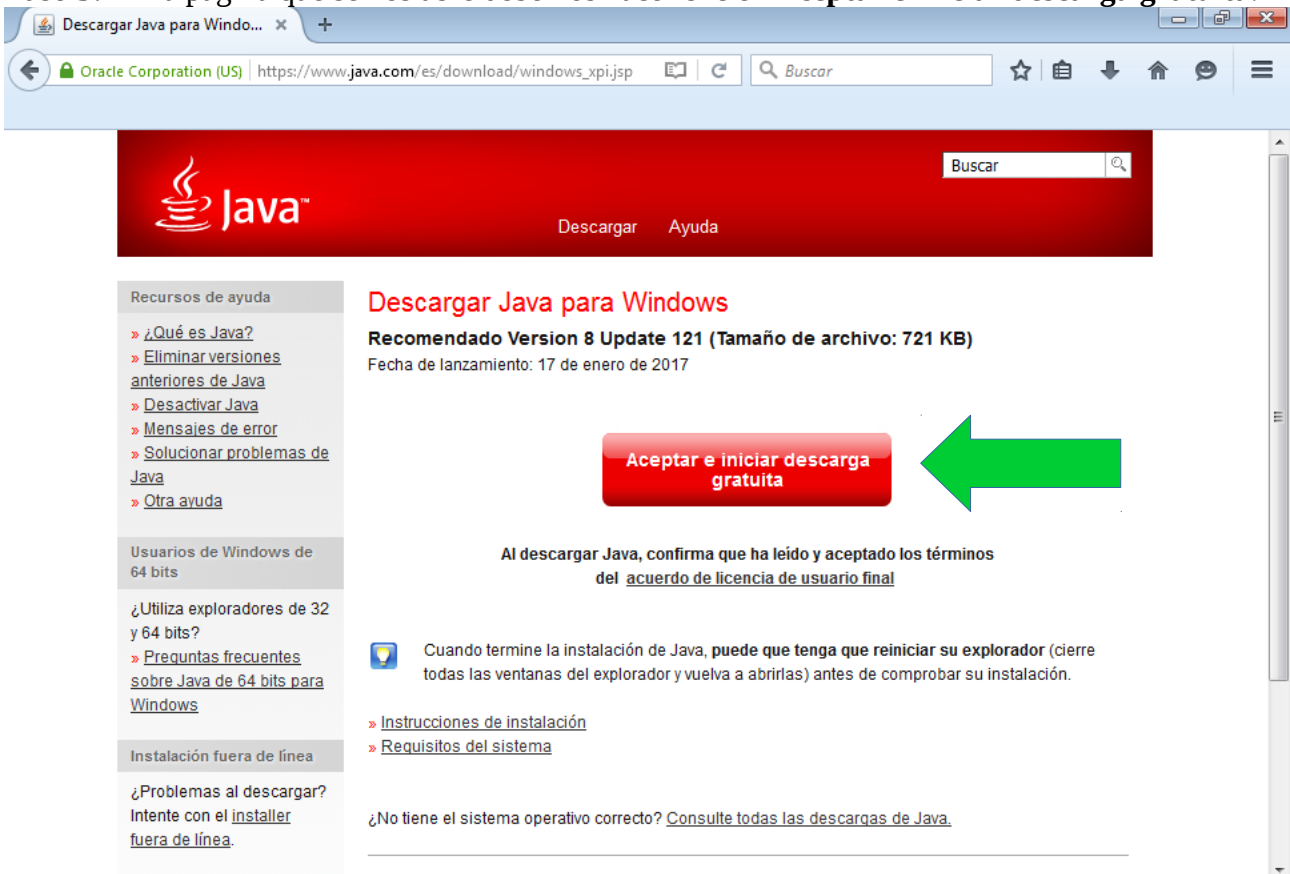 Descargar Java para Windo...
Oracle Corporation (US) https://www.java.com/es/download/windows_xpi.jsp Buscar
Java™
Buscar
Descargar Ayuda
Recursos de ayuda
» ¿Qué es Java?
» Eliminar versiones
anteriores de Java
» Desactivar Java
» Mensajes de error
» Solucionar problemas de
Java
» Otra ayuda
Usuarios de Windows de
64 bits
¿Utiliza exploradores de 32
y 64 bits?
» Preguntas frecuentes
sobre Java de 64 bits para
Windows
Instalación fuera de línea
¿Problemas al descargar?
Intente con el installer
fuera de línea.
Descargar Java para Windows
Recomendado Version 8 Update 121 (Tamaño de archivo: 721 KB)
Fecha de lanzamiento: 17 de enero de 2017
Aceptar e iniciar descarga
gratuita
Al descargar Java, confirma que ha leído y aceptado los términos
del acuerdo de licencia de usuario final
Cuando termine la instalación de Java, puede que tenga que reiniciar su explorador (cierre
todas las ventanas del explorador y vuelva a abrirlas) antes de comprobar su instalación.
» Instrucciones de instalación
» Requisitos del sistema
¿No tiene el sistema operativo correcto? Consulte todas las descargas de Java.